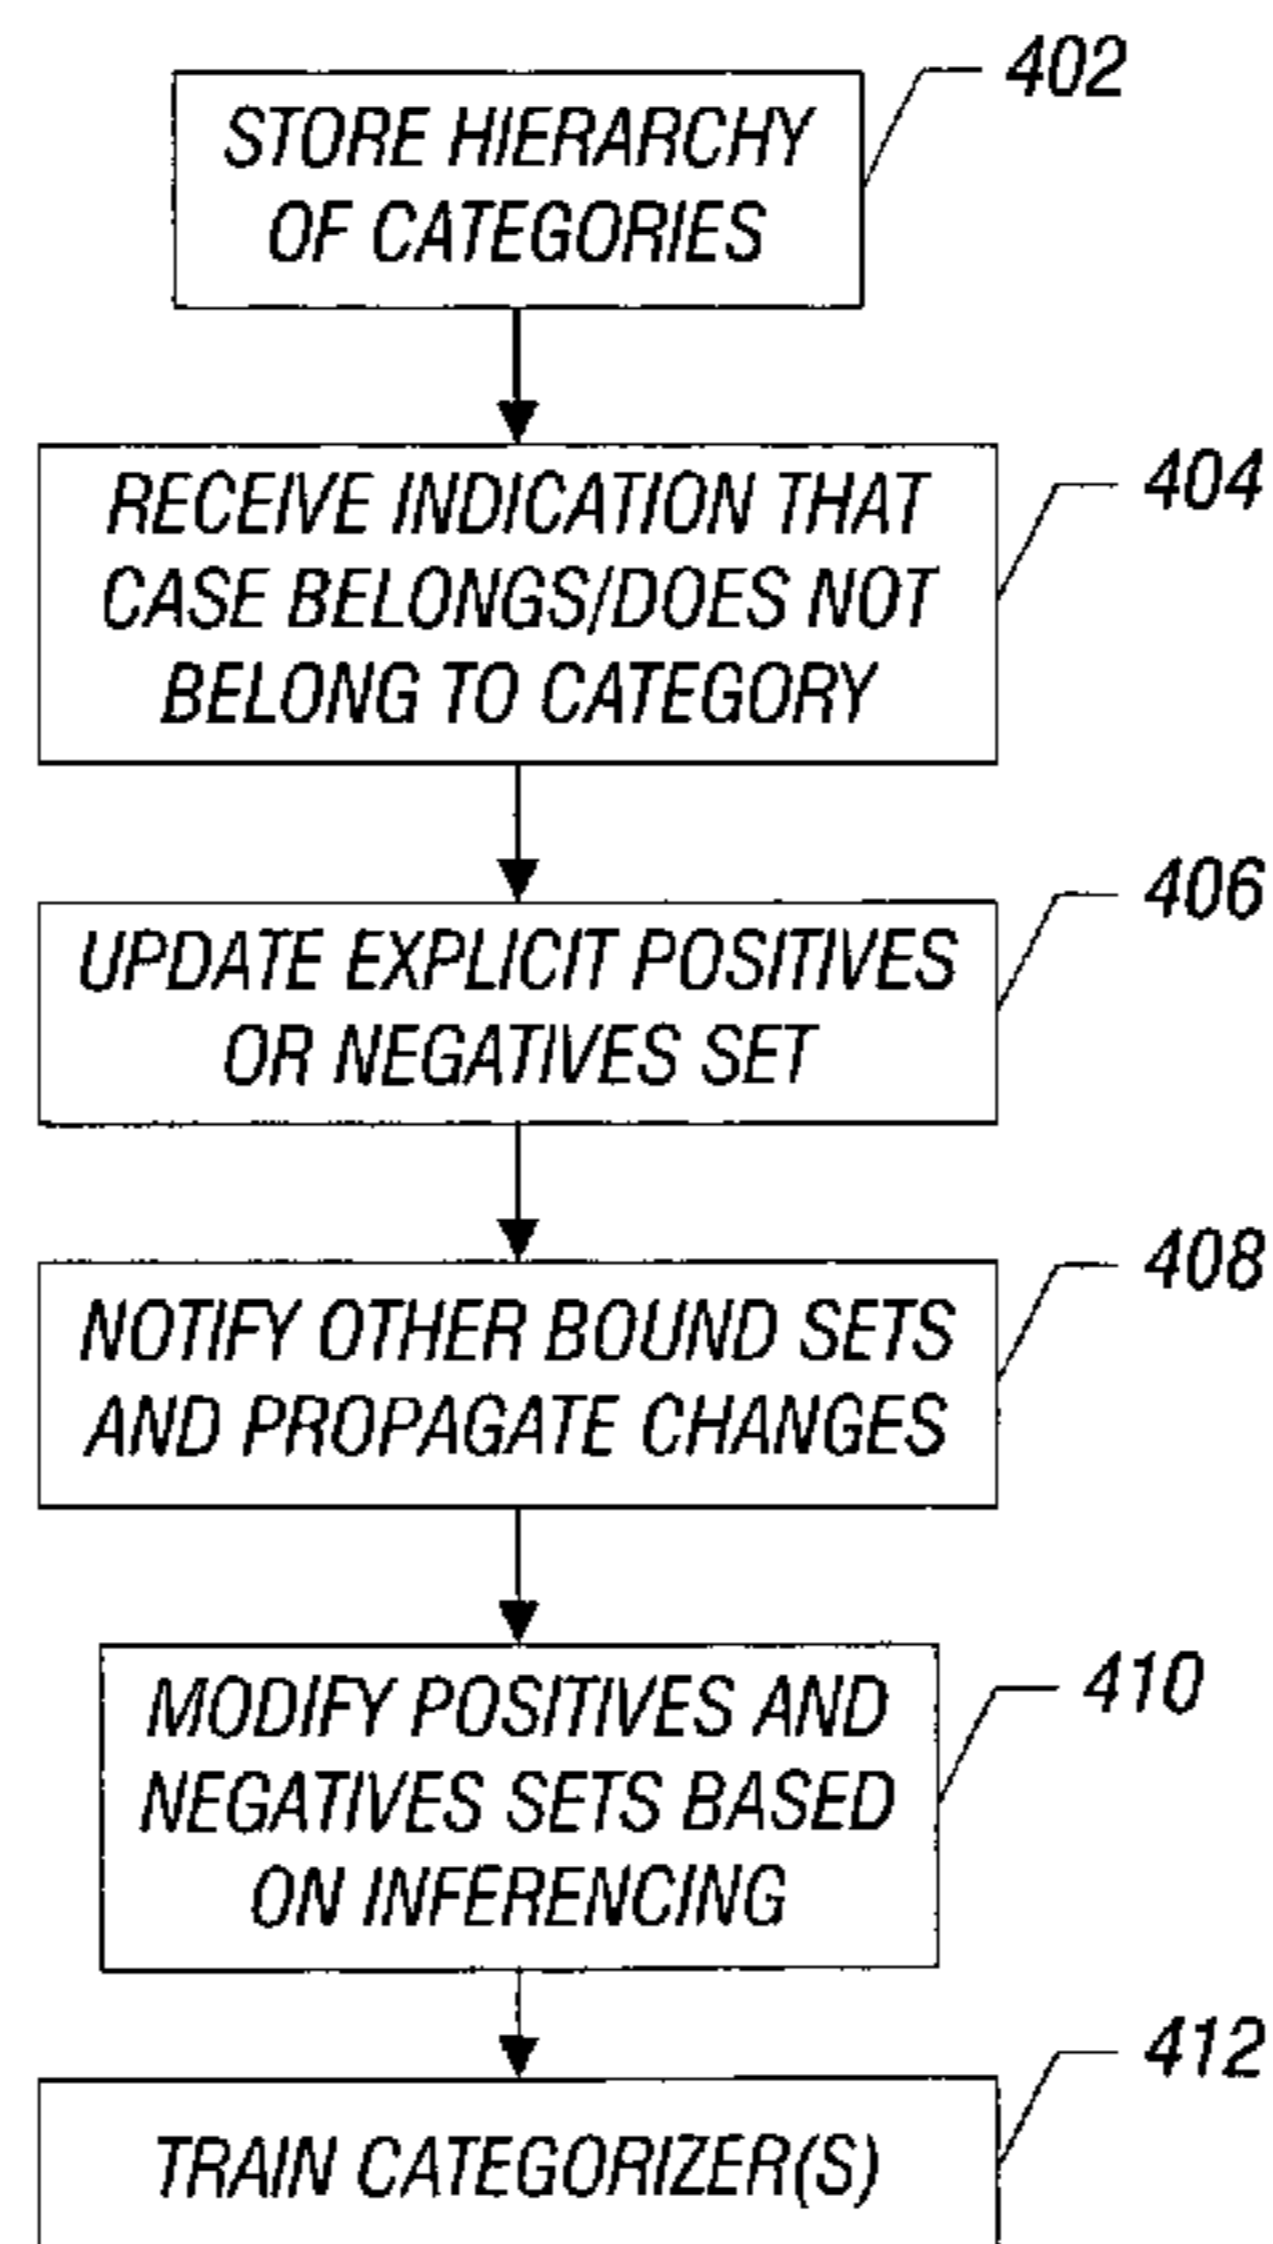 402
STORE HIERARCHY
OF CATEGORIES
404
RECEIVE INDICATION THAT
CASE BELONGS/DOES NOT
BELONG TO CATEGORY
406
UPDATE EXPLICIT POSITIVES
OR NEGATIVES SET
408
NOTIFY OTHER BOUND SETS
AND PROPAGATE CHANGES
410
MODIFY POSITIVES AND
NEGATIVES SETS BASED
ON INFERENCING
412
TRAIN CATEGORIZER(S)